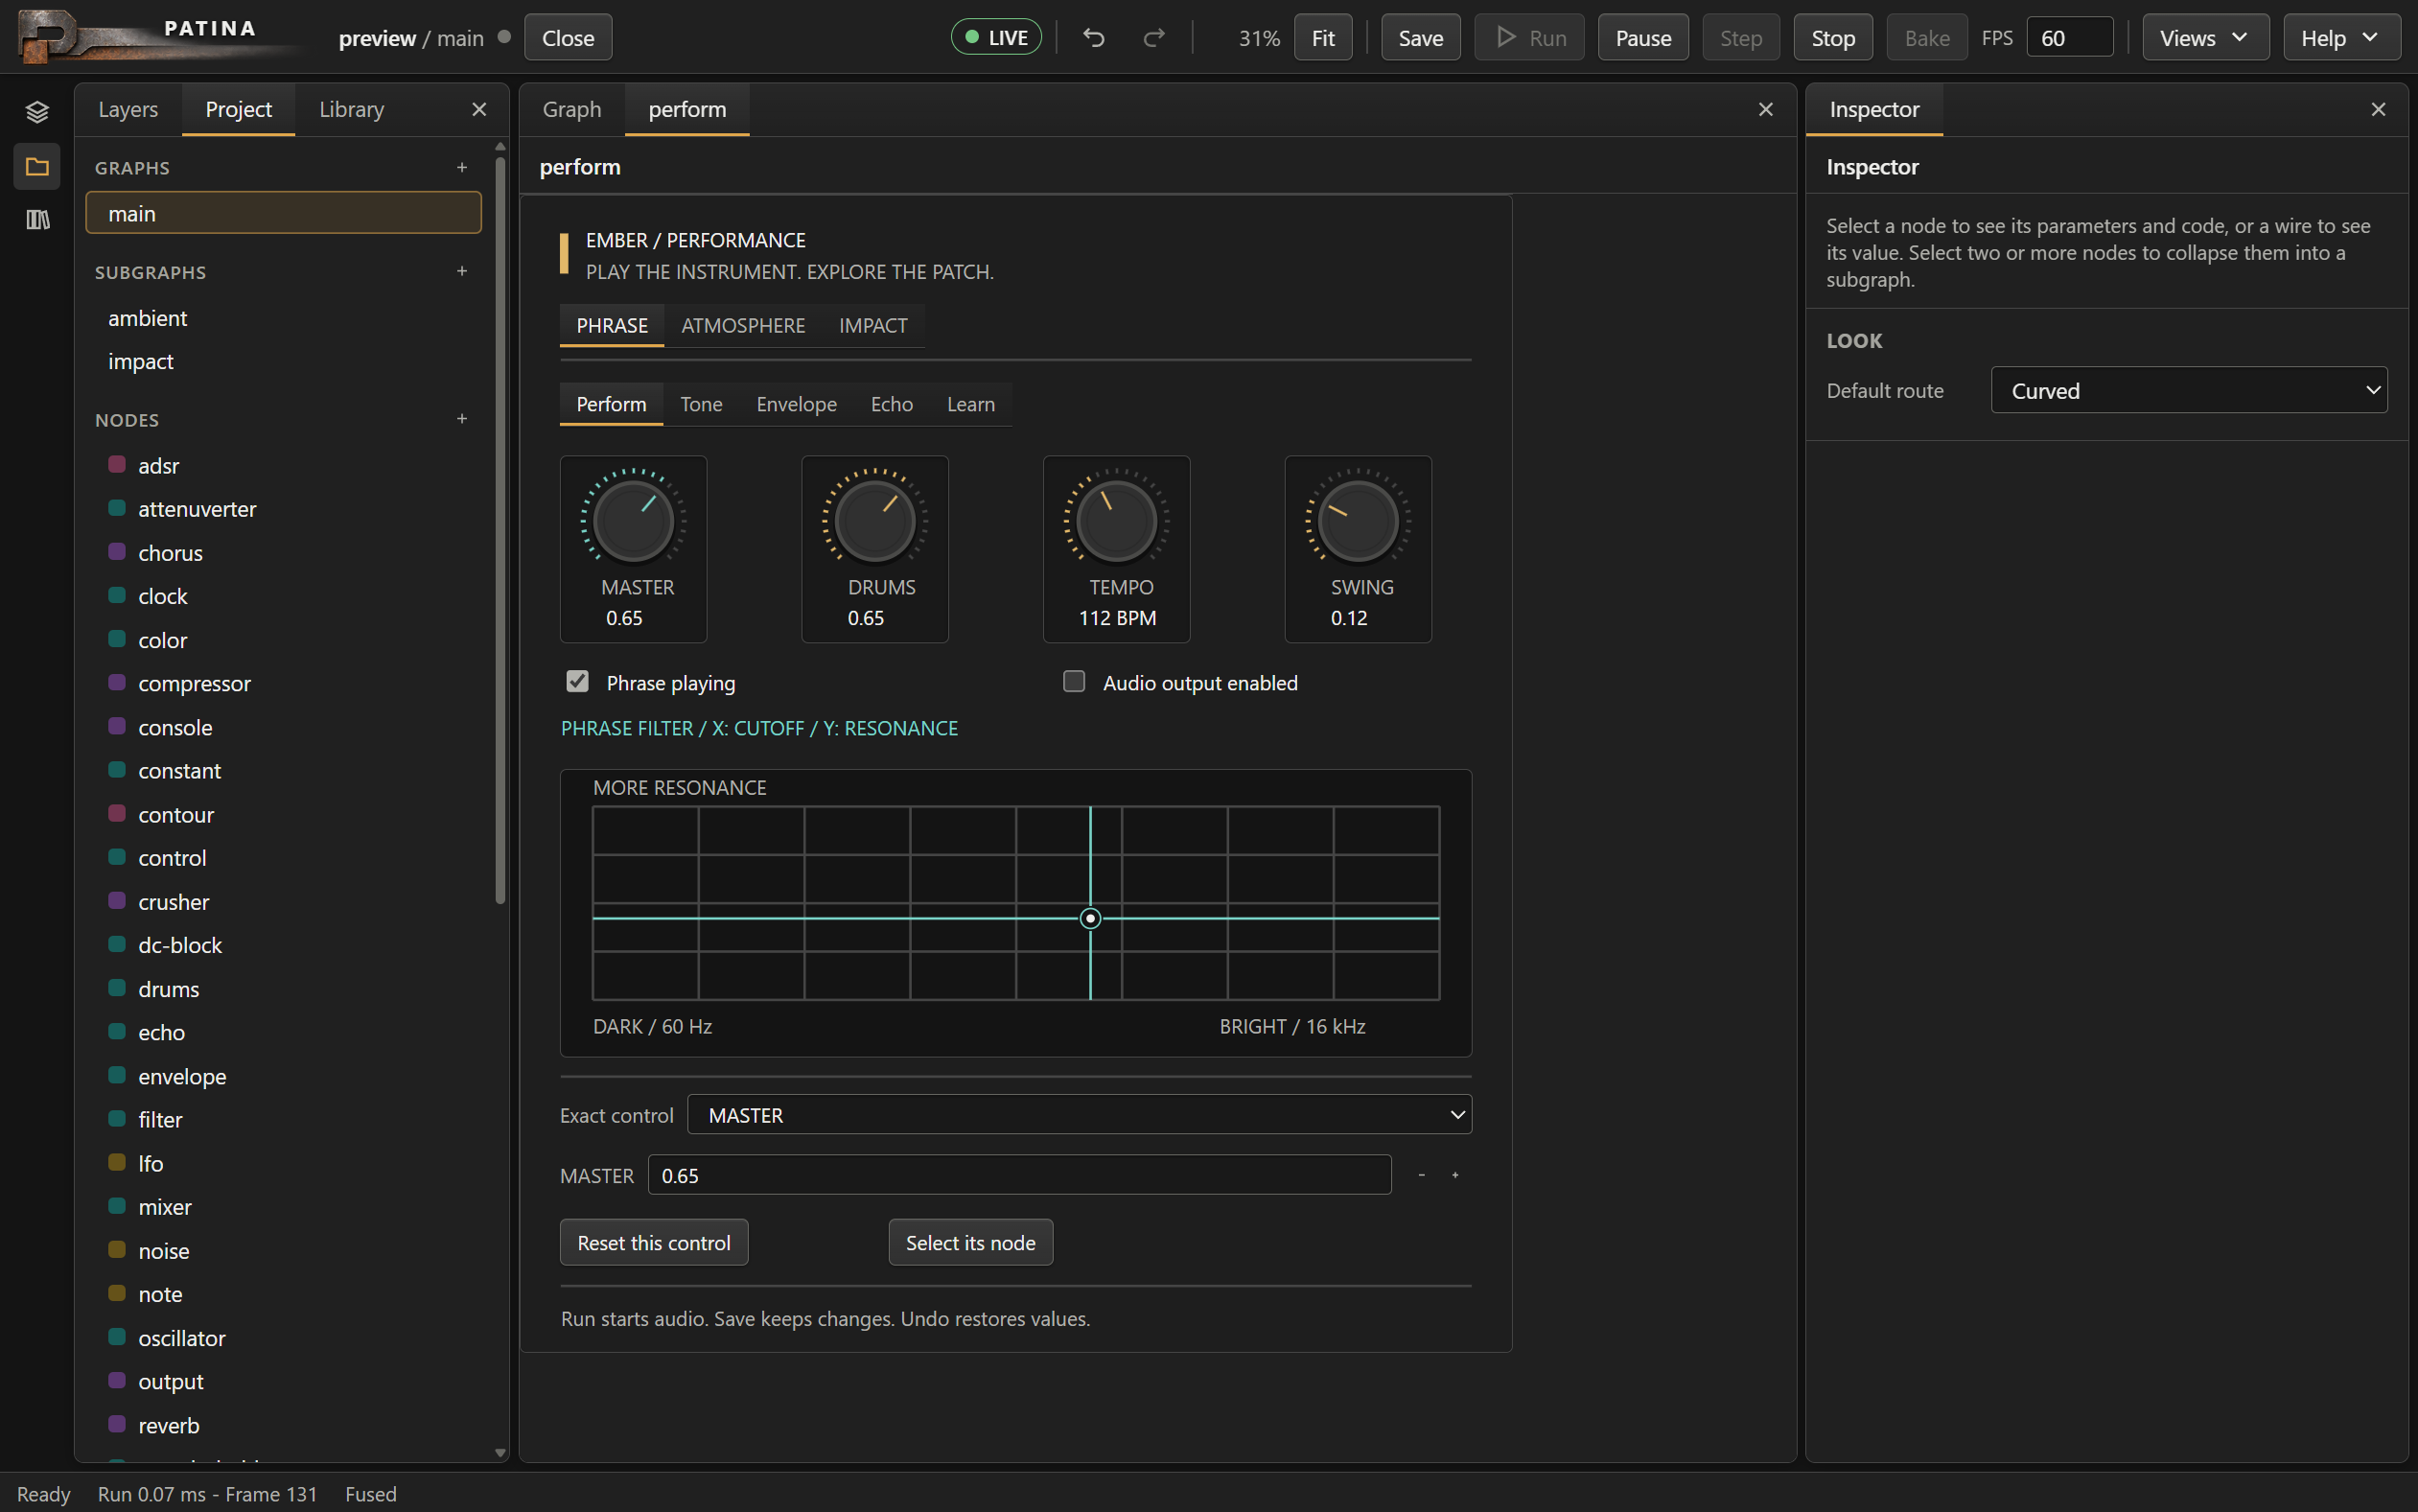 PATINA
preview / main
Close
LIVE
31%
Fit
Save
Run
Pause
Step
Stop
Bake
FPS
60
Views
Help
Layers
Project
Library
GRAPHS
+
main
SUBGRAPHS
+
ambient
impact
NODES
+
adsr
attenuverter
chorus
clock
color
compressor
console
constant
contour
control
crusher
dc-block
drums
echo
envelope
filter
lfo
mixer
noise
note
oscillator
output
reverb
Graph
perform
perform
EMBER / PERFORMANCE
PLAY THE INSTRUMENT. EXPLORE THE PATCH.
PHRASE
ATMOSPHERE
IMPACT
Perform
Tone
Envelope
Echo
Learn
MASTER
0.65
DRUMS
0.65
TEMPO
112 BPM
SWING
0.12
Phrase playing
Audio output enabled
PHRASE FILTER / X: CUTOFF / Y: RESONANCE
MORE RESONANCE
DARK / 60 Hz
BRIGHT / 16 kHz
Exact control
MASTER
MASTER
0.65
- +
Reset this control
Select its node
Run starts audio. Save keeps changes. Undo restores values.
Inspector
Inspector
Select a node to see its parameters and code, or a wire to see
its value. Select two or more nodes to collapse them into a
subgraph.
LOOK
Default route
Curved
Ready
Run 0.07 ms - Frame 131
Fused